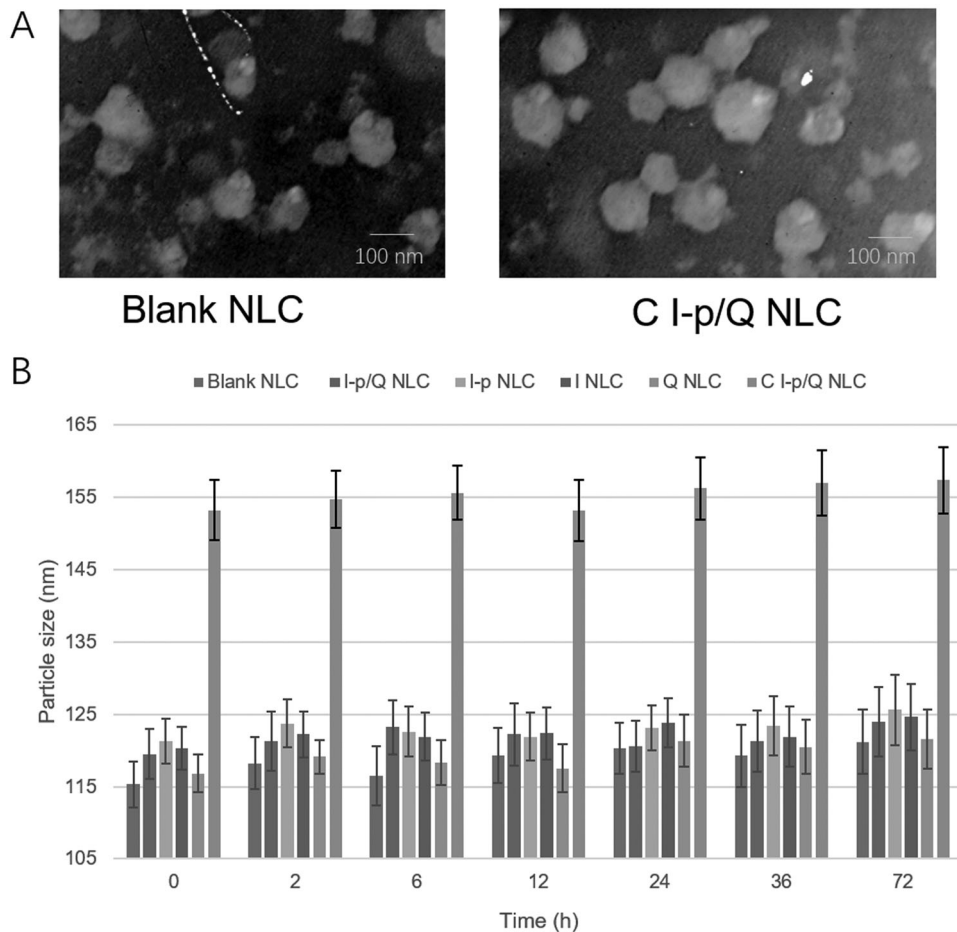 A
100 nm
100 nm
Blank NLC
C I-p/Q NLC
B
Blank NLC I-p/Q NLC I-p NLC I NLC Q NLC C I-p/Q NLC
165
155
145
135
125
115
105
Particle size (nm)
0 2 6 12 24 36 72
Time (h)